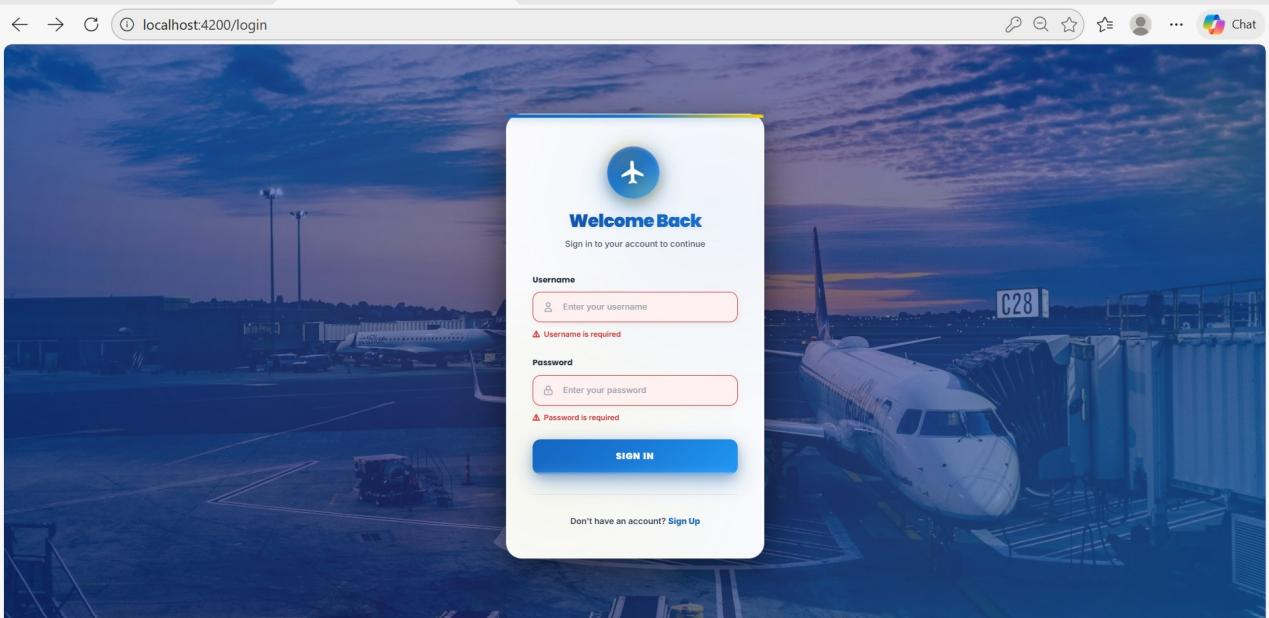 localhost:4200/login
Chat
Welcome Back
Sign in to your account to continue
Username
Enter your username
Username is required
Password
Enter your password
Password is required
SIGN IN
Don't have an account? Sign Up
C28